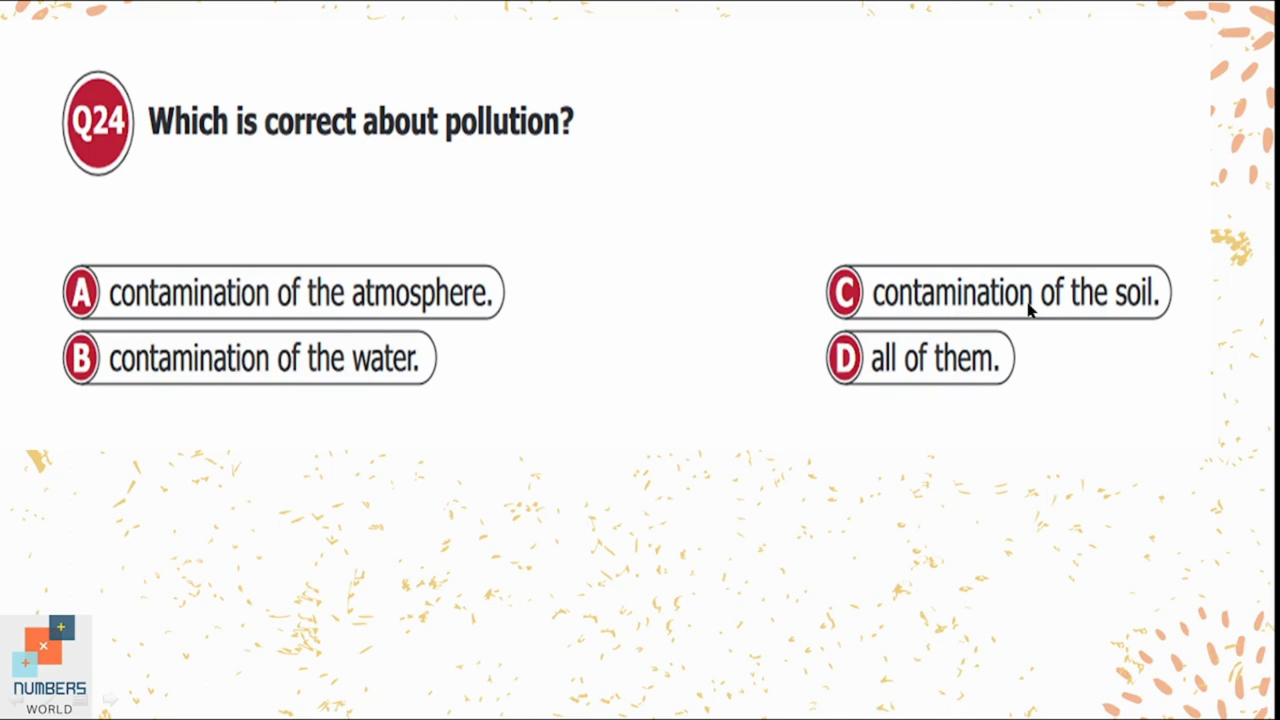 Q24 Which is correct about pollution?
A contamination of the atmosphere.
B contamination of the water.
C contamination of the soil.
D all of them.
NUMBERS
WORLD